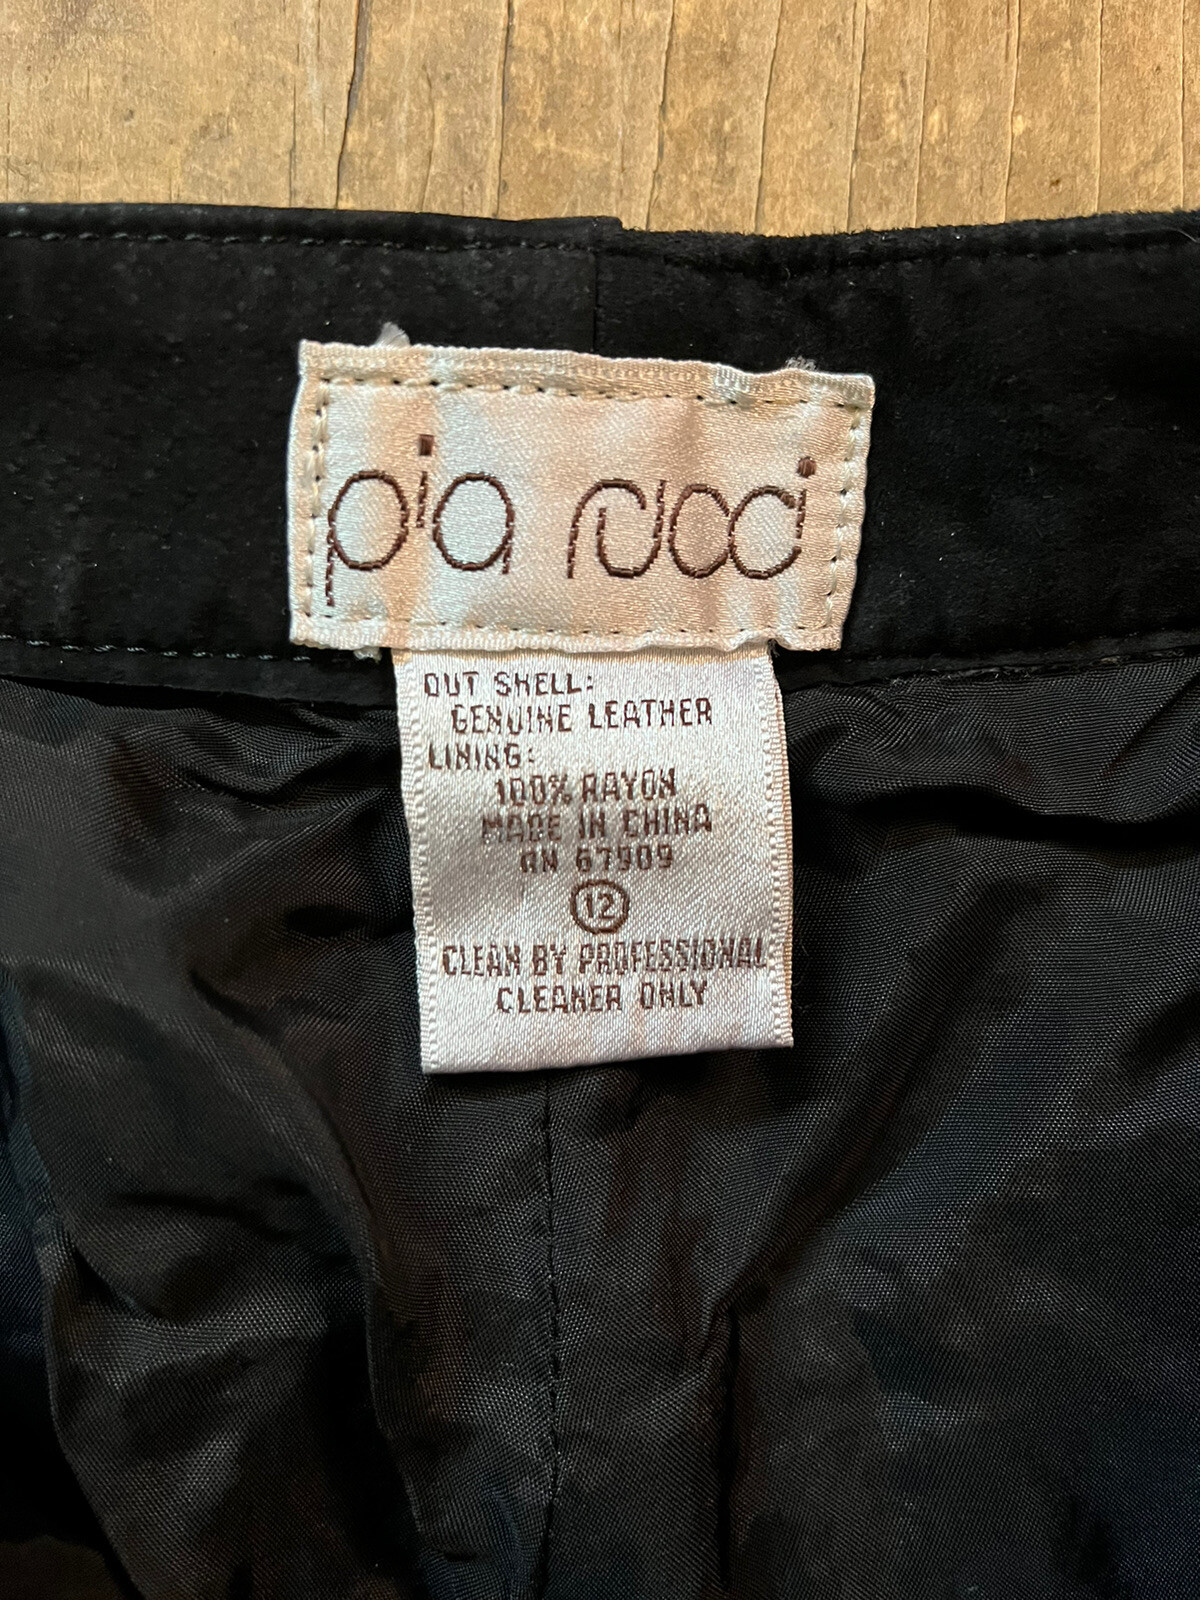 pia rucci
OUT SHELL:
GENUINE LEATHER
LINING:
100% RAYON
MADE IN CHINA
RN 67909
12
CLEAN BY PROFESSIONAL
CLEANER ONLY